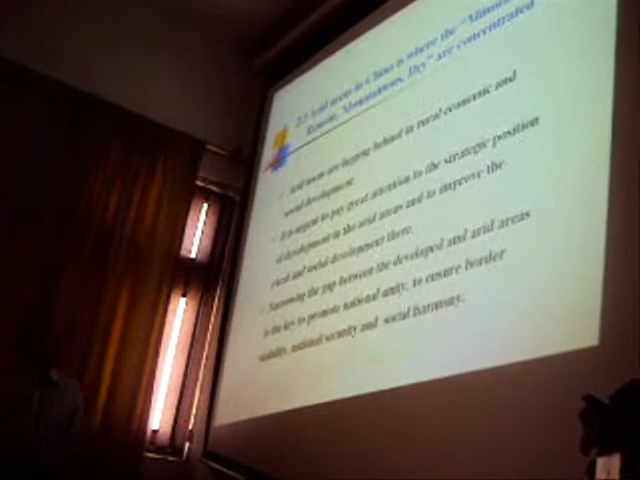 2.3 Arid areas in China is where the "Minority,
Remote, Mountainous, Dry" are concentrated
Arid areas are lagging behind in rural economic and
social development.
It is urgent to pay great attention to the strategic position
of development in the arid areas and to improve the
rural and social development there.
Narrowing the gap between the developed and arid areas
is the key to promote national unity, to ensure border
stability, national security and social harmony.